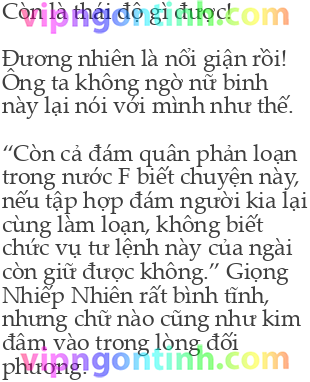 Còn là thái độ gì được!
vipngontinh.com
Đương nhiên là nổi giận rồi!
Ông ta không ngờ nữ binh
này lại nói với mình như thế.
“Còn cả đám quân phản loạn
trong nước F biết chuyện này,
nếu tập hợp đám người kia lại
cùng làm loạn, không biết
chức vụ tư lệnh này của ngài
còn giữ được không.” Giọng
Nhiếp Nhiên rất bình tĩnh,
nhưng chữ nào cũng như kim
đâm vào trong lòng đối
phương.
vipngontinh.com